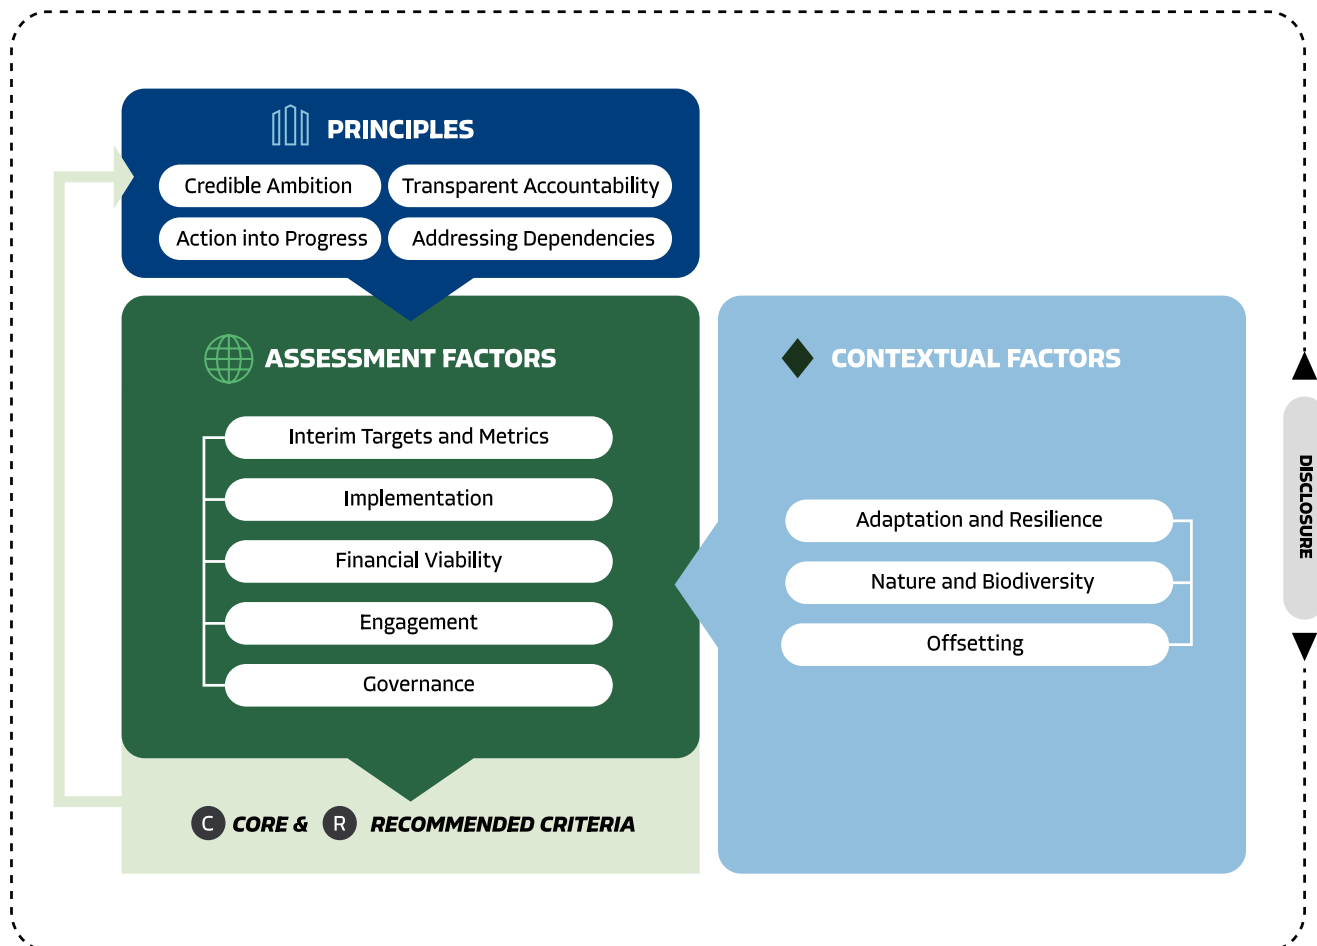 PRINCIPLES
Credible Ambition
Transparent Accountability
Action into Progress
Addressing Dependencies
ASSESSMENT FACTORS
Interim Targets and Metrics
Implementation
Financial Viability
Engagement
Governance
C CORE & R RECOMMENDED CRITERIA
CONTEXTUAL FACTORS
Adaptation and Resilience
Nature and Biodiversity
Offsetting
DISCLOSURE